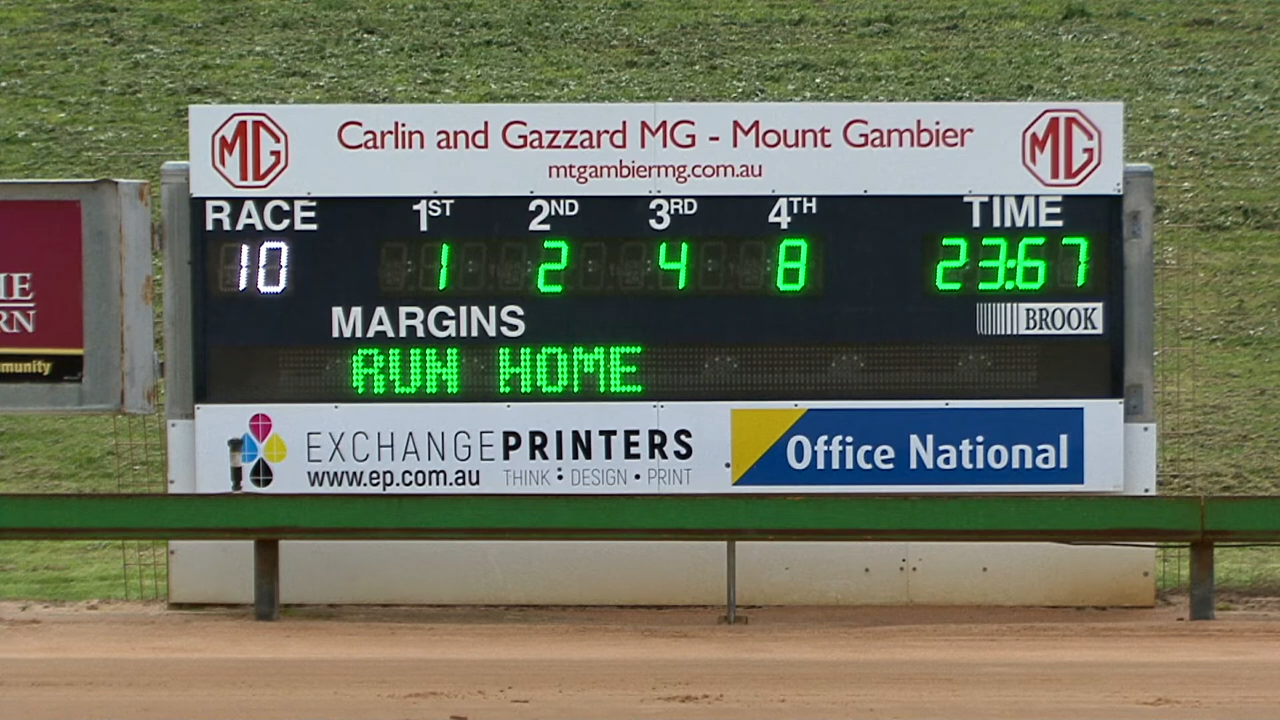 MG Carlin and Gazzard MG - Mount Gambier MG
mtgambiermg.com.au
RACE 1ST 2ND 3RD 4TH TIME
10 1 2 4 8 23:67
MARGINS
BROOK
RUN HOME
EXCHANGEPRINTERS
www.ep.com.au THINK : DESIGN • PRINT
Office National
IE
RN
munity